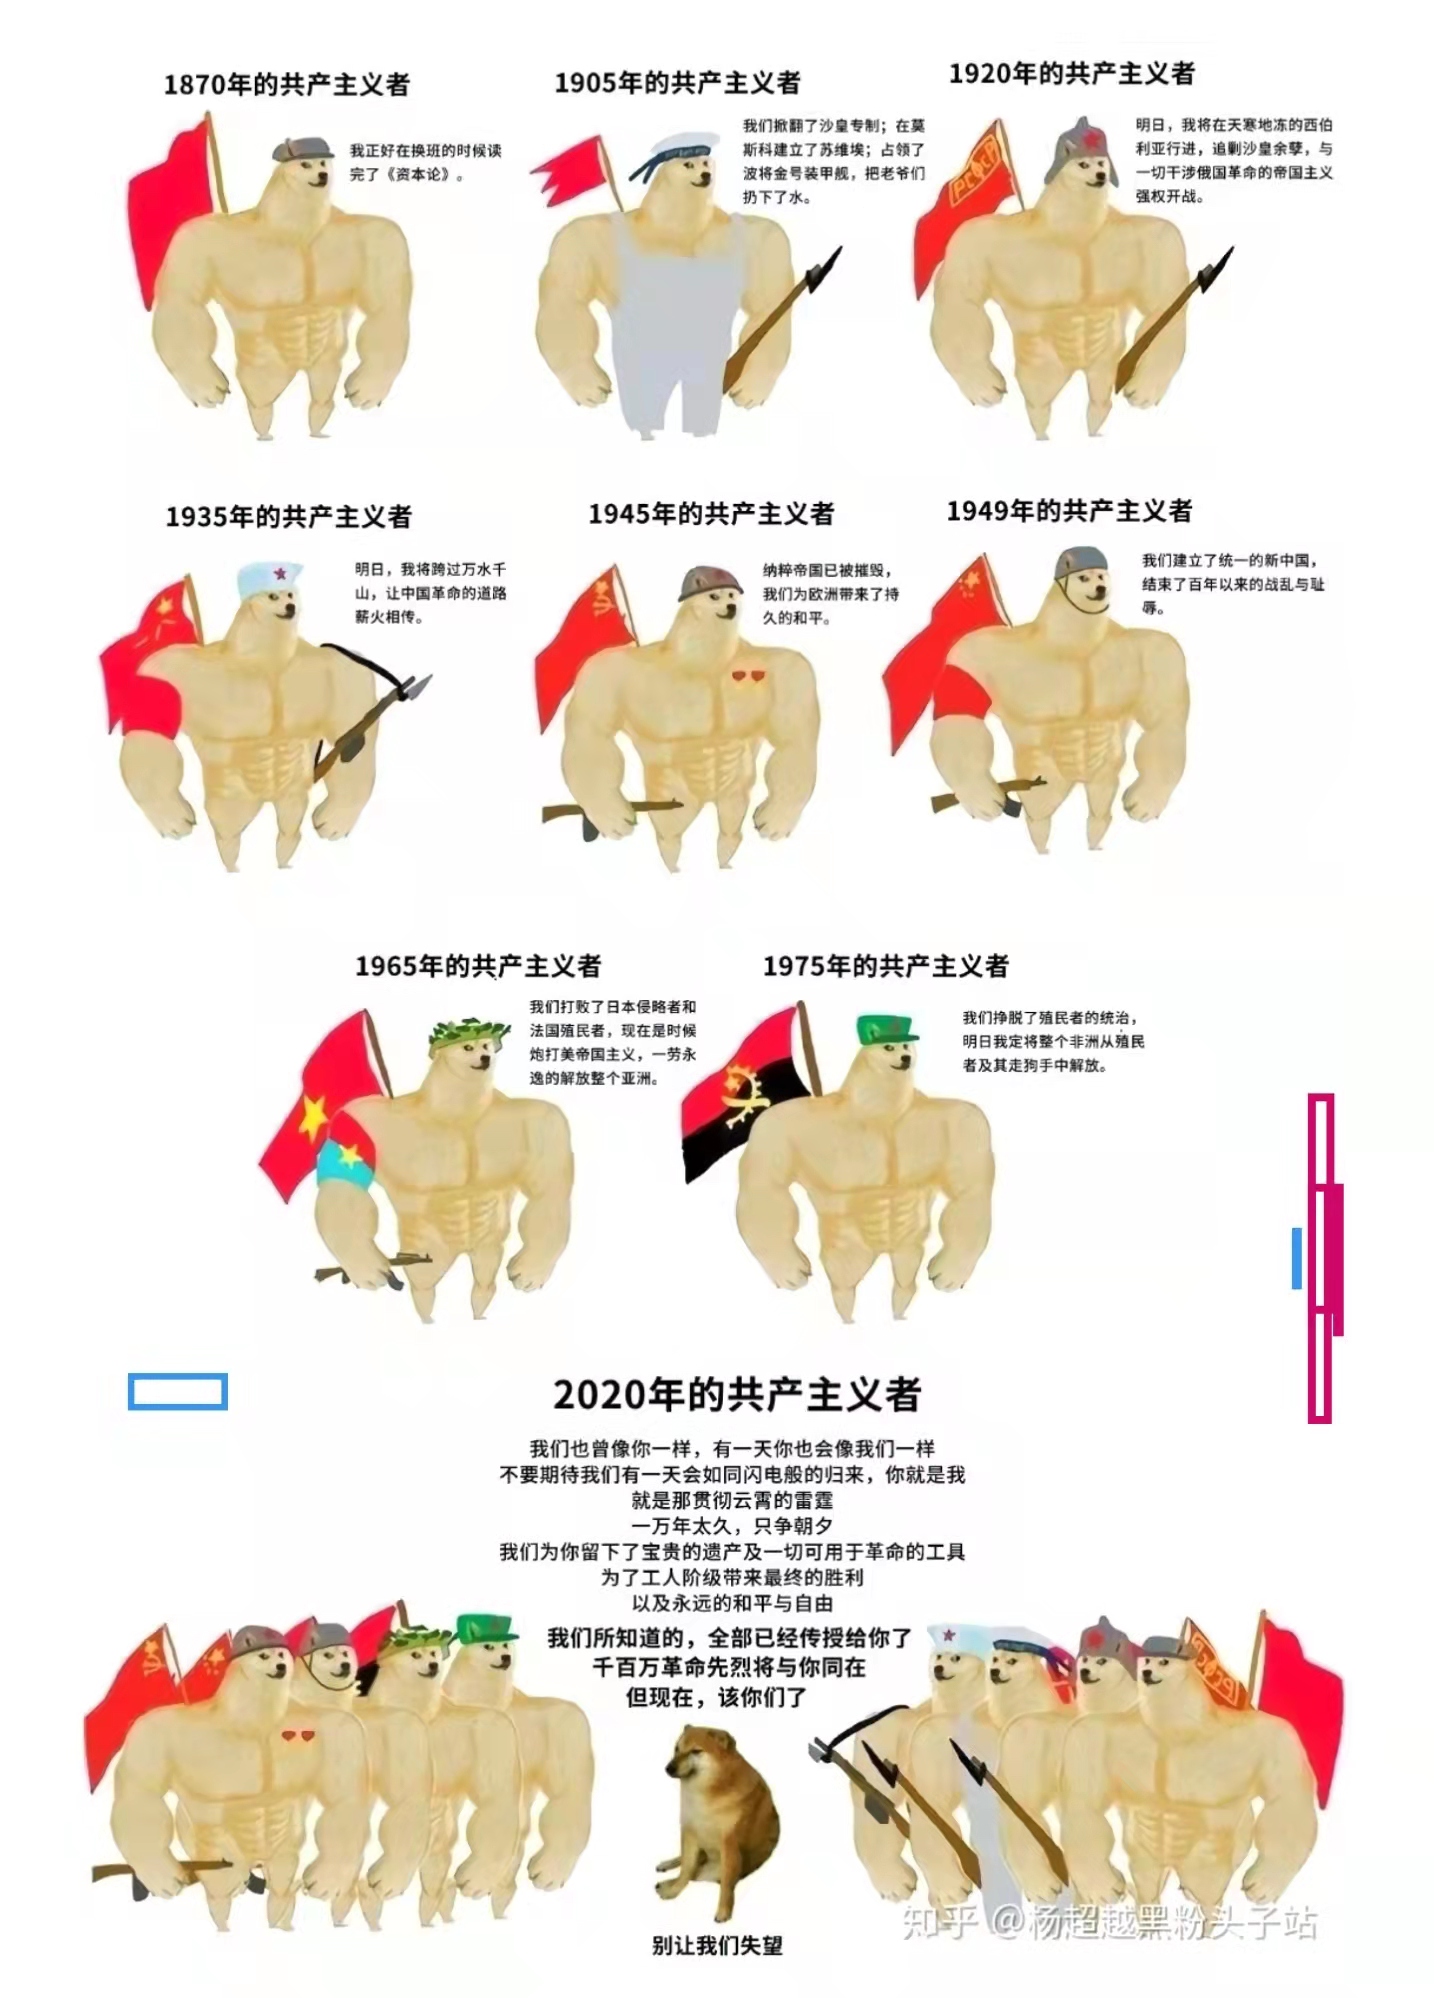 1870年的共产主义者
我正好在换班的时候读
完了《资本论》。
1905年的共产主义者
我们掀翻了沙皇专制；在莫
斯科建立了苏维埃；占领了
波将金号装甲舰，把老爷们
扔下了水。
1920年的共产主义者
明日，我将在天寒地冻的西伯
利亚行进，追剿沙皇余孽，与
一切干涉俄国革命的帝国主义
强权开战。
РСФСР
1935年的共产主义者
明日，我将跨过万水千
山，让中国革命的道路
薪火相传。
1945年的共产主义者
纳粹帝国已被摧毁，
我们为欧洲带来了持
久的和平。
1949年的共产主义者
我们建立了统一的新中国，
结束了百年以来的战乱与耻
辱。
1965年的共产主义者
我们打败了日本侵略者和
法国殖民者，现在是时候
炮打美帝国主义，一劳永
逸的解放整个亚洲。
1975年的共产主义者
我们挣脱了殖民者的统治，
明日我定将整个非洲从殖民
者及其走狗手中解放。
2020年的共产主义者
我们也曾像你一样，有一天你也会像我们一样
不要期待我们有一天会如同闪电般的归来，你就是我
就是那贯彻云霄的雷霆
一万年太久，只争朝夕
我们为你留下了宝贵的遗产及一切可用于革命的工具
为了工人阶级带来最终的胜利
以及永远的和平与自由
我们所知道的，全部已经传授给你了
千百万革命先烈将与你同在
但现在，该你们了
别让我们失望
知乎 @杨超越黑粉头子站